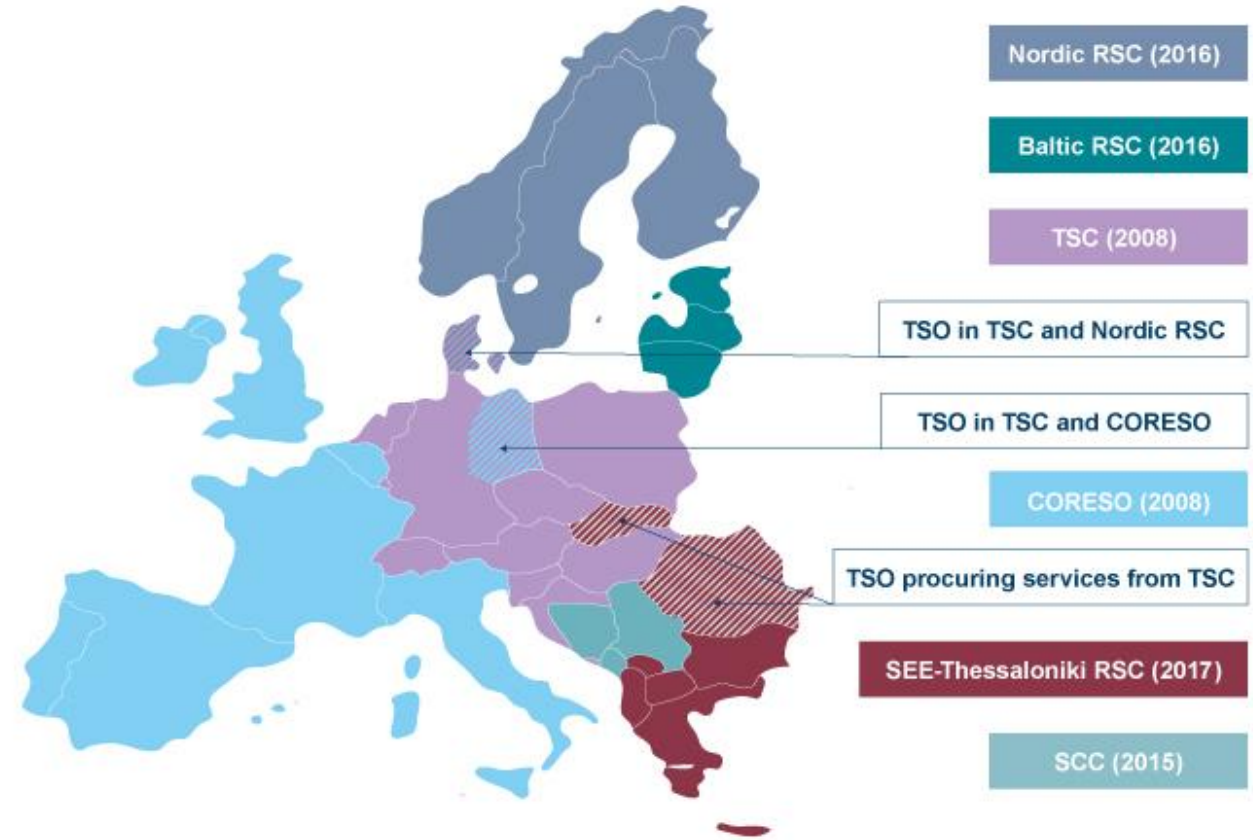 Nordic RSC (2016)
Baltic RSC (2016)
TSC (2008)
TSO in TSC and Nordic RSC
TSO in TSC and CORESO
CORESO (2008)
TSO procuring services from TSC
SEE-Thessaloniki RSC (2017)
SCC (2015)